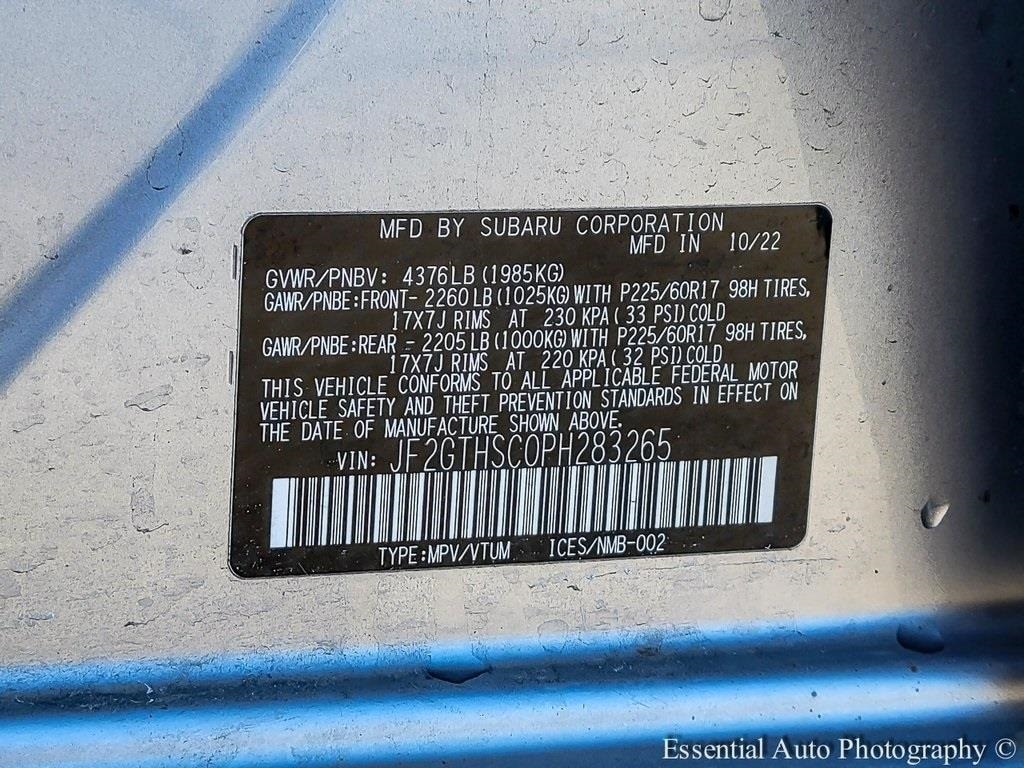 MFD BY SUBARU CORPORATION
MFD IN 10/22
GVWR/PNBV: 4376LB (1985KG)
GAWR/PNBE:FRONT- 2260 LB (1025KG) WITH P225/60R17 98H TIRES,
17X7J RIMS AT 230 KPA ( 33 PSI) COLD
GAWR/PNBE:REAR - 2205 LB (1000KG) WITH P225/60R17 98H TIRES,
17X7J RIMS AT 220 KPA ( 32 PSI) COLD
THIS VEHICLE CONFORMS TO ALL APPLICABLE FEDERAL MOTOR
VEHICLE SAFETY AND THEFT PREVENTION STANDARDS IN EFFECT ON
THE DATE OF MANUFACTURE SHOWN ABOVE.
VIN: JF2GTHSC0PH283265
TYPE:MPV/VTUM ICES/NMB-002
Essential Auto Photography ©